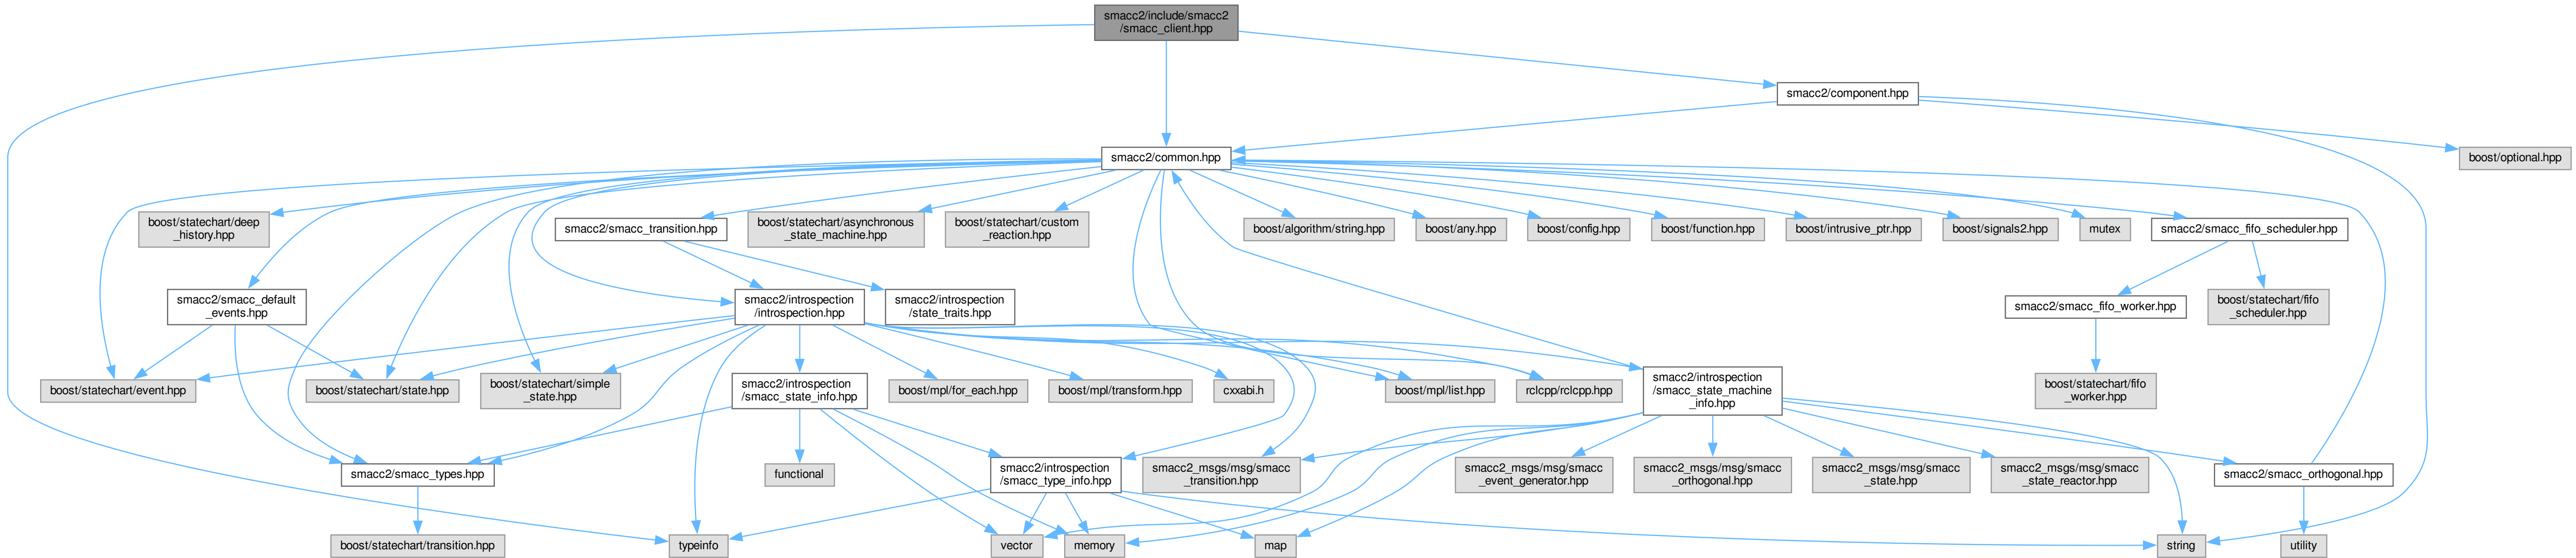 smacc2/include/smacc2
/smacc_client.hpp
smacc2/component.hpp
smacc2/common.hpp
boost/optional.hpp
boost/statechart/deep
_history.hpp
smacc2/smacc_transition.hpp
boost/statechart/asynchronous
_state_machine.hpp
boost/statechart/custom
_reaction.hpp
boost/algorithm/string.hpp
boost/any.hpp
boost/config.hpp
boost/function.hpp
boost/intrusive_ptr.hpp
boost/signals2.hpp
mutex
smacc2/smacc_fifo_scheduler.hpp
smacc2/smacc_default
_events.hpp
smacc2/introspection
/introspection.hpp
smacc2/introspection
/state_traits.hpp
smacc2/smacc_fifo_worker.hpp
boost/statechart/fifo
_scheduler.hpp
boost/statechart/event.hpp
boost/statechart/state.hpp
boost/statechart/simple
_state.hpp
smacc2/introspection
/smacc_state_info.hpp
boost/mpl/for_each.hpp
boost/mpl/transform.hpp
cxxabi.h
boost/mpl/list.hpp
rclcpp/rclcpp.hpp
smacc2/introspection
/smacc_state_machine
_info.hpp
boost/statechart/fifo
_worker.hpp
smacc2/smacc_types.hpp
functional
smacc2/introspection
/smacc_type_info.hpp
smacc2_msgs/msg/smacc
_transition.hpp
smacc2_msgs/msg/smacc
_event_generator.hpp
smacc2_msgs/msg/smacc
_orthogonal.hpp
smacc2_msgs/msg/smacc
_state.hpp
smacc2_msgs/msg/smacc
_state_reactor.hpp
smacc2/smacc_orthogonal.hpp
boost/statechart/transition.hpp
typeinfo
vector
memory
map
string
utility